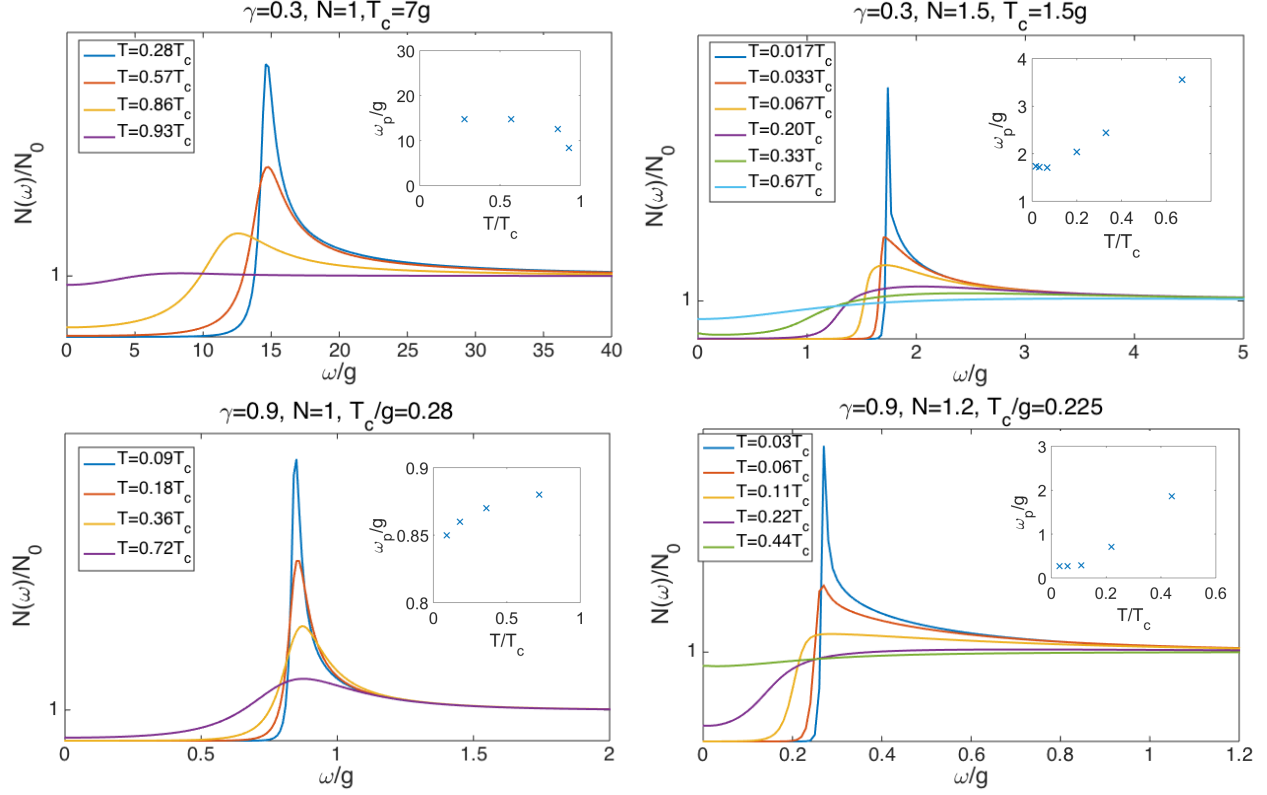 γ=0.3, N=1,T_c=7g
T=0.28T_c
T=0.57T_c
T=0.86T_c
T=0.93T_c
30
20
10
0
ω_p/g
0 0.5 1
T/T_c
N(ω)/N_0
1
0 5 10 15 20 25 30 35 40
ω/g
γ=0.3, N=1.5, T_c=1.5g
T=0.017T_c
T=0.033T_c
T=0.067T_c
T=0.20T_c
T=0.33T_c
T=0.67T_c
4
3
2
1
ω_p/g
0 0.2 0.4 0.6
T/T_c
N(ω)/N_0
1
0 1 2 3 4 5
ω/g
γ=0.9, N=1, T_c/g=0.28
T=0.09T_c
T=0.18T_c
T=0.36T_c
T=0.72T_c
0.9
0.85
0.8
ω_p/g
0 0.5 1
T/T_c
N(ω)/N_0
1
0 0.5 1 1.5 2
ω/g
γ=0.9, N=1.2, T_c/g=0.225
T=0.03T_c
T=0.06T_c
T=0.11T_c
T=0.22T_c
T=0.44T_c
3
2
1
0
ω_p/g
0 0.2 0.4 0.6
T/T_c
N(ω)/N_0
1
0 0.2 0.4 0.6 0.8 1 1.2
ω/g